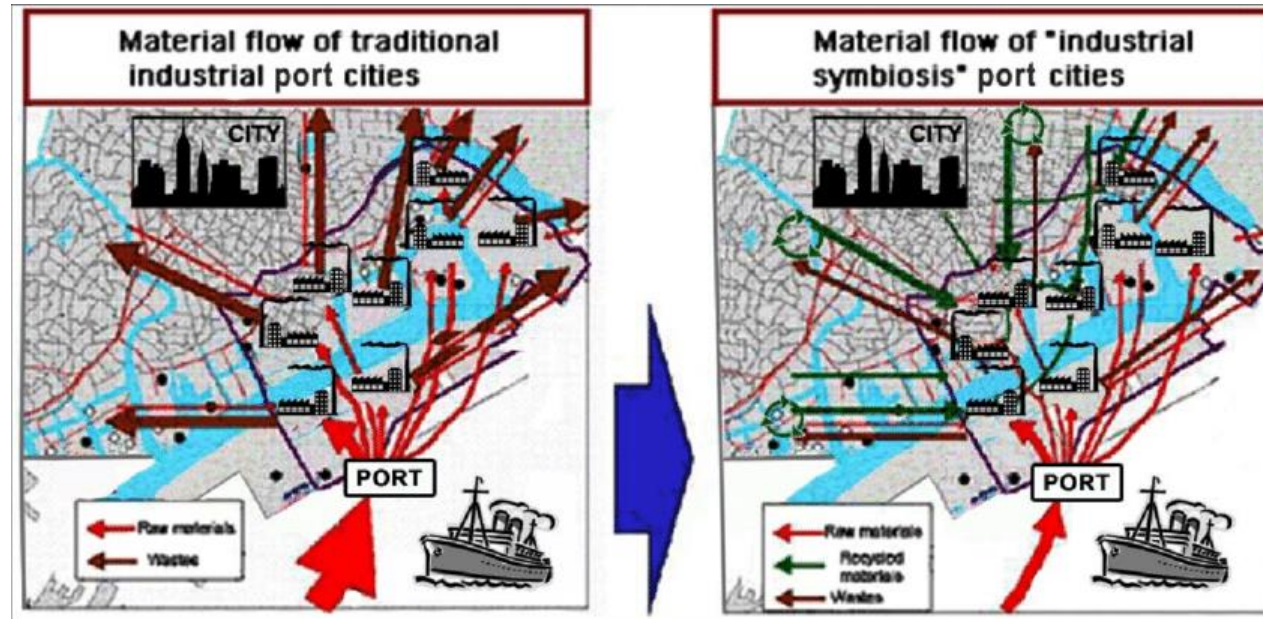 Material flow of traditional
industrial port cities
CITY
PORT
Raw materials
Wastes
Material flow of "industrial
symbiosis" port cities
CITY
PORT
Raw materials
Recycled
materials
Wastes